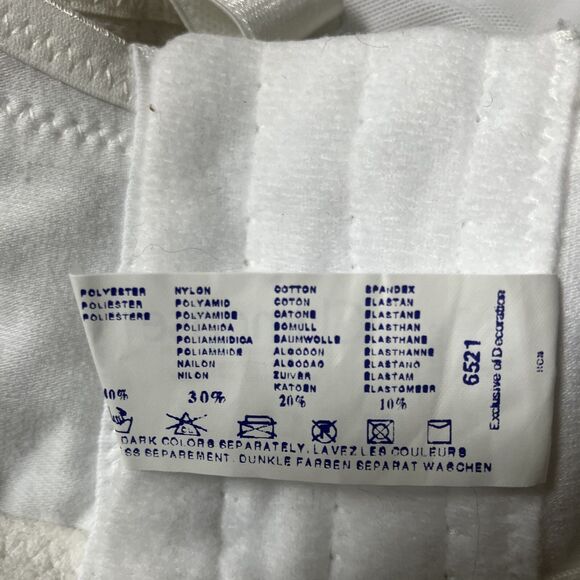 POLYESTER
POLIESTER
POLIESTERE
NYLON
POLYAMID
POLYAMIDE
POLIAMIDA
POLIAMMIDICA
POLIAMMIDE
NAILON
NILON
30%
COTTON
COTON
CATONE
BOMULL
BAUMWOLLE
ALGODON
ALGODAO
ZUIVER
KATOEN
20%
SPANDEX
ELASTAN
ELASTANE
ELASTHAN
ELASTHANE
ELASTHANNE
ELASTANO
ELASTAM
ELASTOMEER
10%
6521
Exclusive of Decoration
DARK COLORS SEPARATELY. LAVEZ LES COULEURS
SEPAREMENT. DUNKLE FARBEN SEPARAT WASCHEN